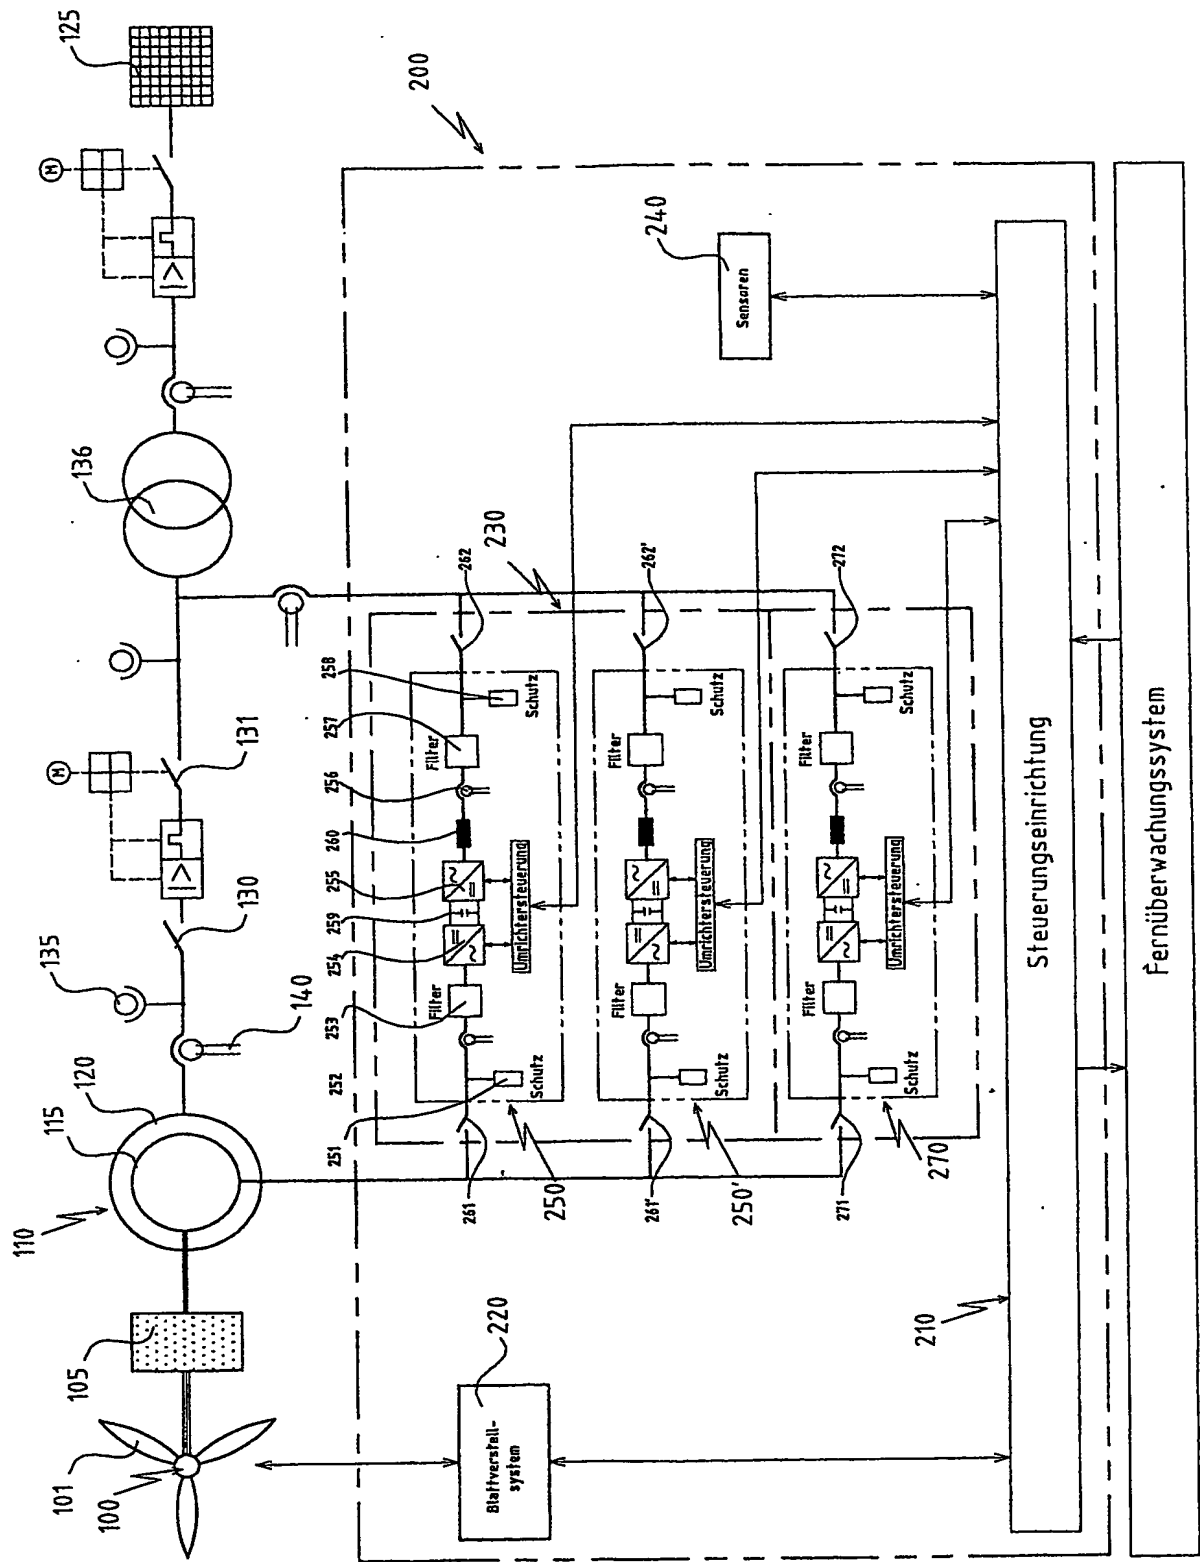 101
100
105
110
115
120
140
135
130
131
M
136
M
125
200
251
252
253
254
259
255
260
256
257
258
Filter
Filter
261
262
230
Umrichtersteuerung
Schutz
Schutz
250
220
Blattverstell-
system
Filter
Filter
261'
262'
240
Sensaren
Umrichtersteuerung
Schutz
Schutz
250'
Filter
Filter
271
272
Umrichtersteuerung
Schutz
Schutz
270
210
Steuerungseinrichtung
Fernüberwachungssystem